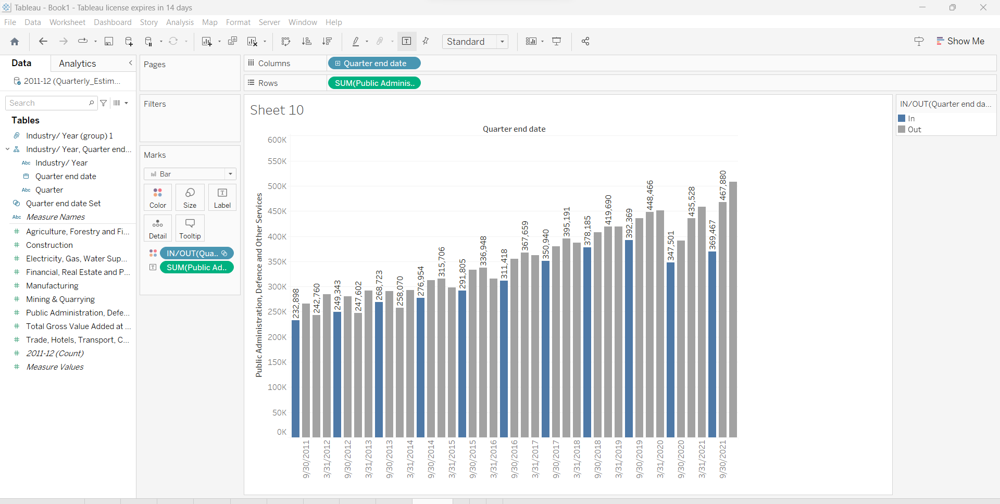 Tableau - Book1 - Tableau license expires in 14 days
File Data Worksheet Dashboard Story Analysis Map Format Server Window Help
Standard
Show Me
Data
Analytics
2011-12 (Quarterly_Estim...
Search
Tables
Industry/ Year (group) 1
Industry/ Year, Quarter end...
Abc Industry/ Year
Quarter end date
Abc Quarter
Quarter end date Set
Abc Measure Names
# Agriculture, Forestry and Fi...
# Construction
# Electricity, Gas, Water Sup...
# Financial, Real Estate and P...
# Manufacturing
# Mining & Quarrying
# Public Administration, Defe...
# Total Gross Value Added at ...
# Trade, Hotels, Transport, C...
# 2011-12 (Count)
# Measure Values
Pages
Filters
Marks
Bar
Color
Size
T
Label
Detail
Tooltip
IN/OUT(Qua..
T SUM(Public Ad..
Columns
Quarter end date
Rows
SUM(Public Adminis..
Sheet 10
Quarter end date
Public Administration, Defence and Other Services
600K
550K
500K
450K
400K
350K
300K
250K
200K
150K
100K
50K
0K
232,898
242,760
249,343
247,602
268,723
258,070
276,954
315,706
291,805
336,948
311,418
367,659
350,940
395,191
378,185
419,690
392,369
448,466
347,501
435,528
369,467
467,880
9/30/2011
3/31/2012
9/30/2012
3/31/2013
9/30/2013
3/31/2014
9/30/2014
3/31/2015
9/30/2015
3/31/2016
9/30/2016
3/31/2017
9/30/2017
3/31/2018
9/30/2018
3/31/2019
9/30/2019
3/31/2020
9/30/2020
3/31/2021
9/30/2021
IN/OUT(Quarter end da...
In
Out